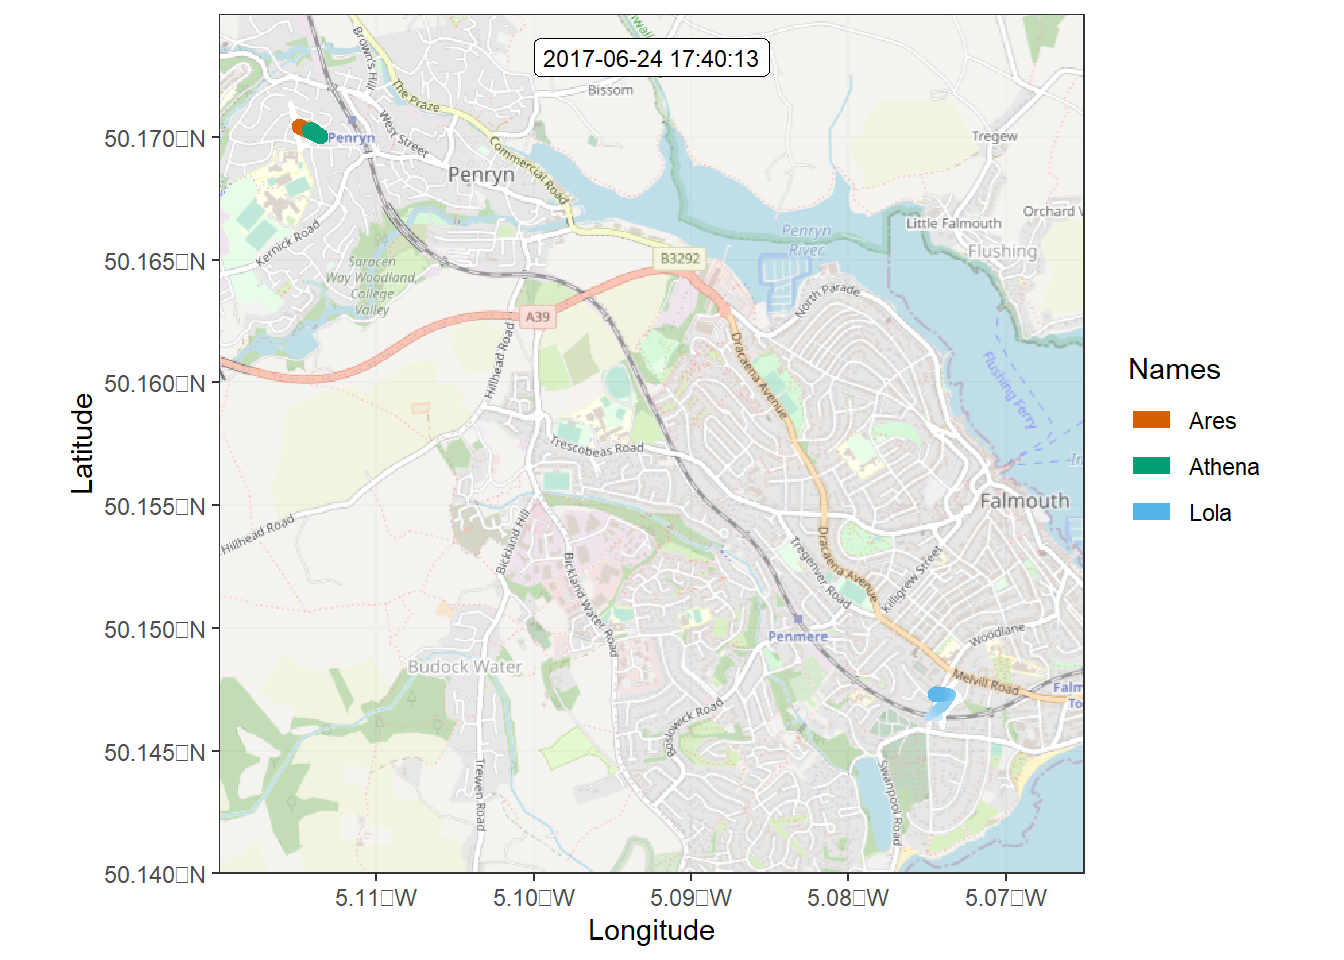 2017-06-24 17:40:13
Brown's Hill
The Praze
Bissom
West Street
Penryn
Tregew
Commercial Road
Penryn
Little Falmouth
Orchard
Penryn
River
Flushing
Kernick Road
B3292
Saracen
Way Woodland,
College
Valley
North Parade
A39
Hillhead Road
Dracaena Avenue
Flushing Ferry
Trescobeas Road
Falmouth
Hillhead Road
Bickland Hill
Dracaena Avenue
Tregenver Road
Killigrew Street
Bickland Water Road
Penmere
Woodlane
Budock Water
Melvill Road
Falm
To
Boslowick Road
Trewen Road
Swanpool Road
50.170□N
50.165□N
50.160□N
50.155□N
50.150□N
50.145□N
50.140□N
Latitude
5.11□W
5.10□W
5.09□W
5.08□W
5.07□W
Longitude
Names
Ares
Athena
Lola